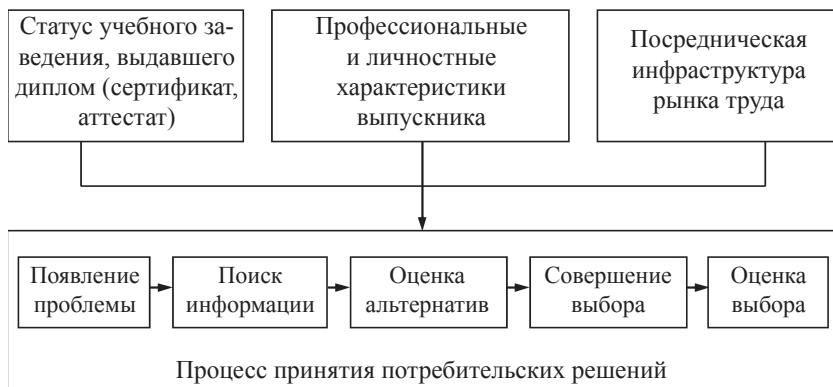 Статус учебного за-
ведения, выдавшего
диплом (сертификат,
аттестат)
Профессиональные
и личностные
характеристики
выпускника
Посредническая
инфраструктура
рынка труда
Появление
проблемы
Поиск
информации
Оценка
альтернатив
Совершение
выбора
Оценка
выбора
Процесс принятия потребительских решений